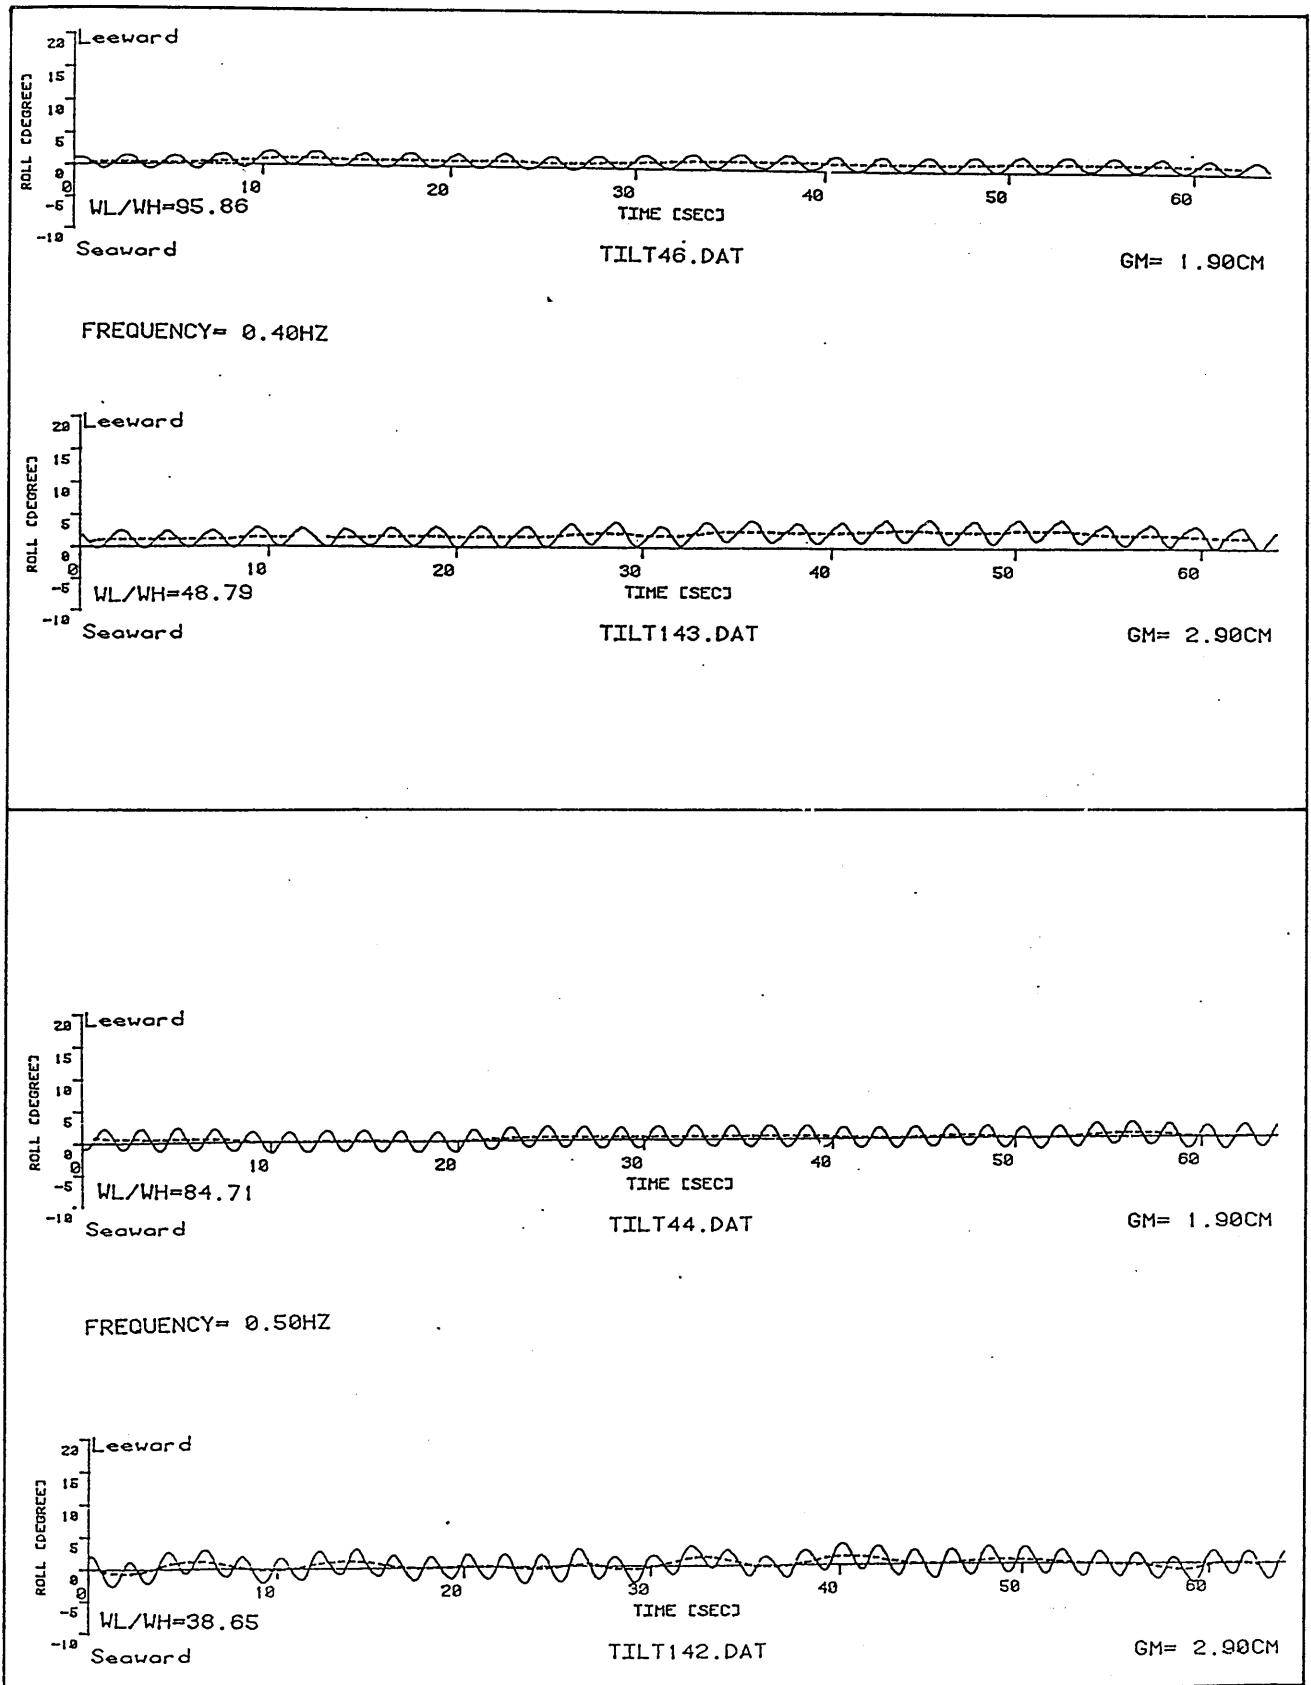 20 Leeward
15
10
5
0
-5
-10
ROLL [DEGREE]
0 10 20 30 40 50 60
WL/WH=95.86
TIME [SEC]
Seaward
TILT46.DAT
GM= 1.90CM
FREQUENCY= 0.40HZ
20 Leeward
15
10
5
0
-5
-10
ROLL [DEGREE]
0 10 20 30 40 50 60
WL/WH=48.79
TIME [SEC]
Seaward
TILT143.DAT
GM= 2.90CM
20 Leeward
15
10
5
0
-5
-10
ROLL [DEGREE]
0 10 20 30 40 50 60
WL/WH=84.71
TIME [SEC]
Seaward
TILT44.DAT
GM= 1.90CM
FREQUENCY= 0.50HZ
20 Leeward
15
10
5
0
-5
-10
ROLL [DEGREE]
0 10 20 30 40 50 60
WL/WH=38.65
TIME [SEC]
Seaward
TILT142.DAT
GM= 2.90CM